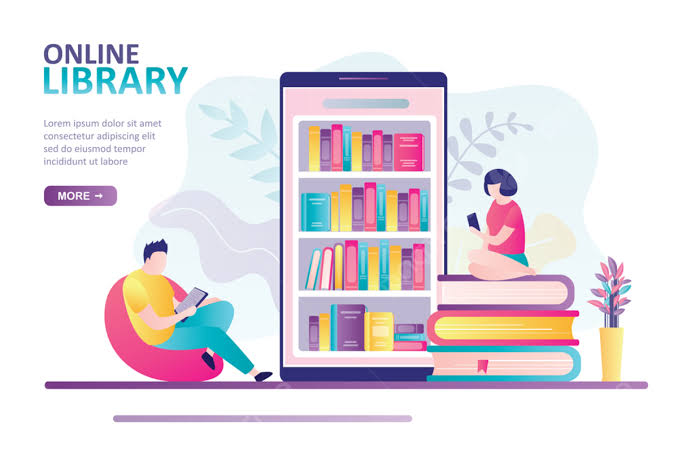 ONLINE
LIBRARY
Lorem ipsum dolor sit amet
consectetur adipiscing elit
sed do eiusmod tempor
incididunt ut labore
MORE →